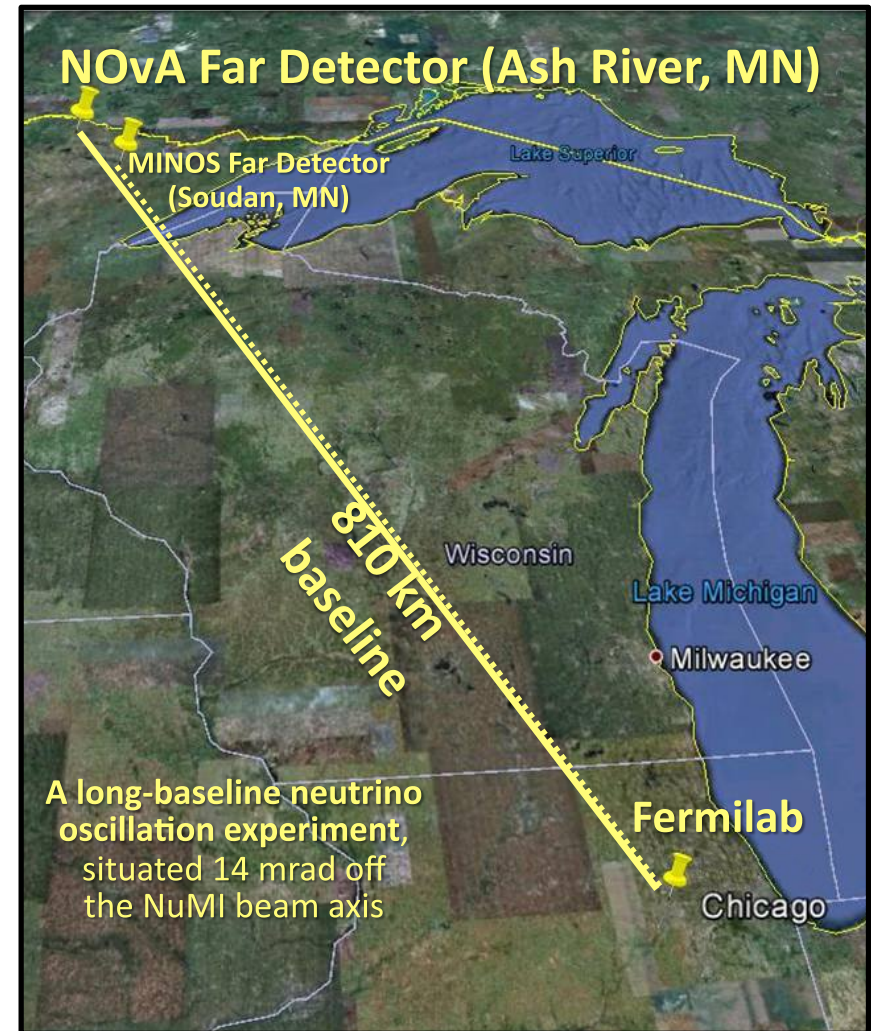 NOvA Far Detector (Ash River, MN)
MINOS Far Detector
(Soudan, MN)
Lake Superior
810 km
baseline
Wisconsin
Lake Michigan
Milwaukee
A long-baseline neutrino
oscillation experiment,
situated 14 mrad off
the NuMI beam axis
Fermilab
Chicago